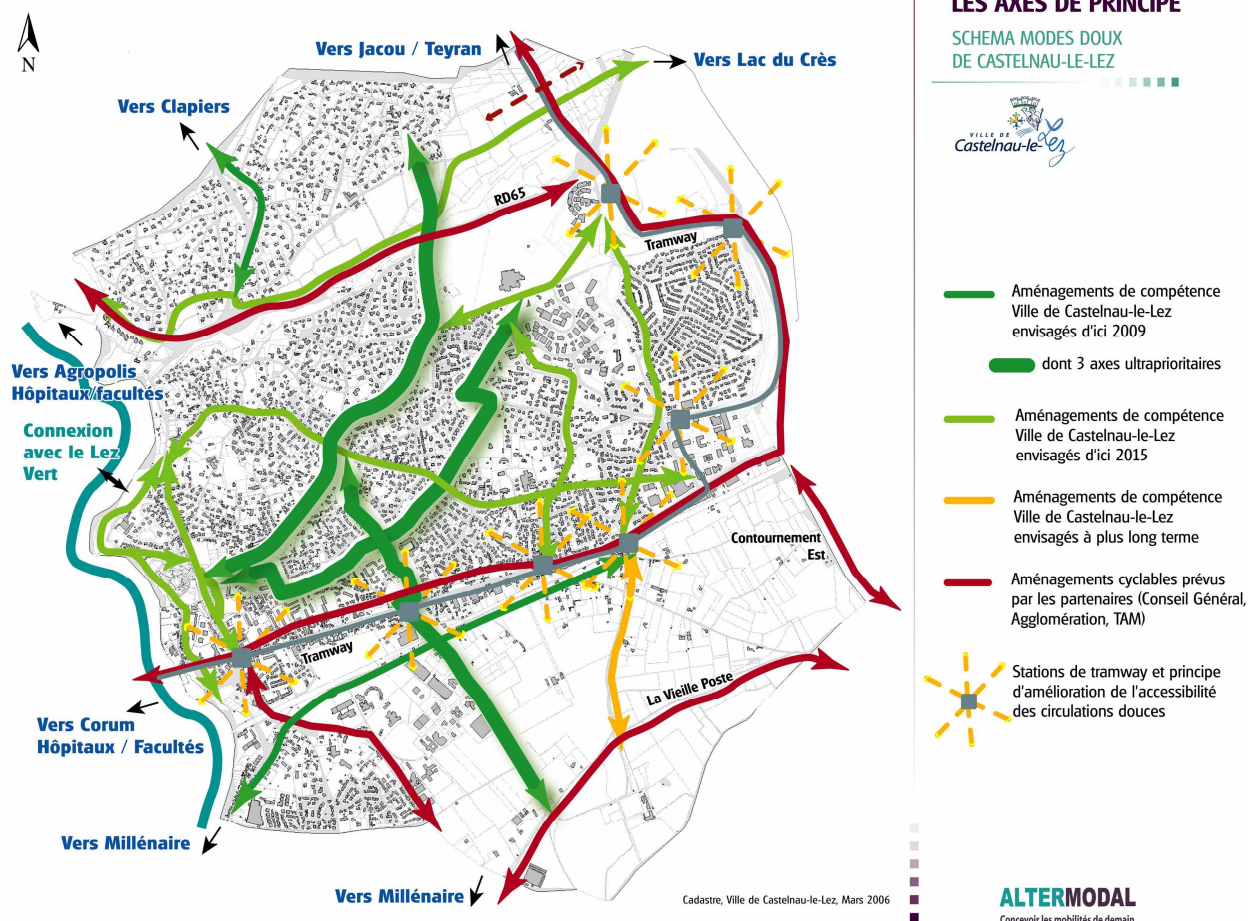 LES AXES DE PRINCIPE
SCHEMA MODES DOUX
DE CASTELNAU-LE-LEZ
VILLE DE
Castelnau-le-Lez
N
Vers Jacou / Teyran
Vers Lac du Crès
Vers Clapiers
RD65
Tramway
Vers Agropolis
Hôpitaux/facultés
Connexion
avec le Lez
Vert
Contournement
Est
Tramway
La Vieille Poste
Vers Corum
Hôpitaux / Facultés
Vers Millénaire
Vers Millénaire
Cadastre, Ville de Castelnau-le-Lez, Mars 2006
Aménagements de compétence
Ville de Castelnau-le-Lez
envisagés d'ici 2009
dont 3 axes ultraprioritaires
Aménagements de compétence
Ville de Castelnau-le-Lez
envisagés d'ici 2015
Aménagements de compétence
Ville de Castelnau-le-Lez
envisagés à plus long terme
Aménagements cyclables prévus
par les partenaires (Conseil Général,
Agglomération, TAM)
Stations de tramway et principe
d'amélioration de l'accessibilité
des circulations douces
ALTERMODAL
Concevoir les mobilités de demain